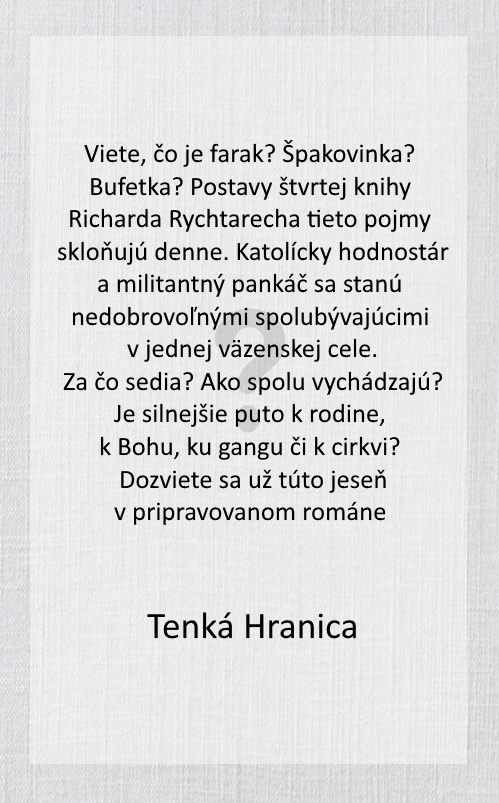 Viete, čo je farak? Špakovinka?
Bufetka? Postavy štvrtej knihy
Richarda Rychtarecha tieto pojmy
skloňujú denne. Katolícky hodnostár
a militantný pankáč sa stanú
nedobrovoľnými spolubývajúcimi
v jednej väzenskej cele.
Za čo sedia? Ako spolu vychádzajú?
Je silnejšie puto k rodine,
k Bohu, ku gangu či k cirkvi?
Dozviete sa už túto jeseň
v pripravovanom románe
Tenká Hranica